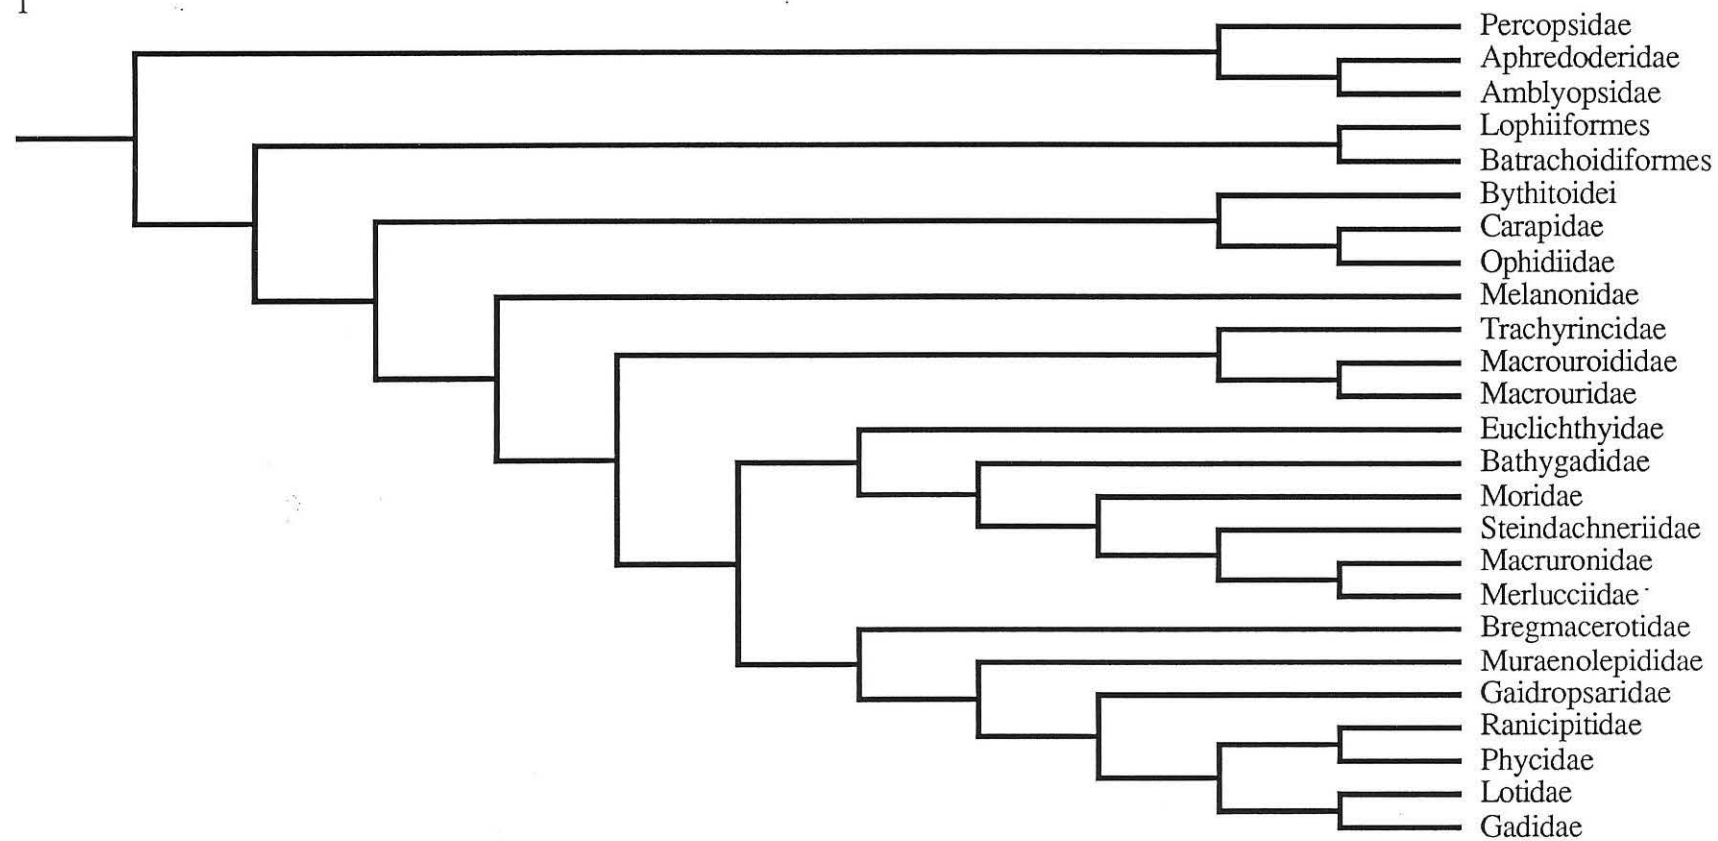 Percopsidae
Aphredoderidae
Amblyopsidae
Lophiiformes
Batrachoidiformes
Bythitoidei
Carapidae
Ophidiidae
Melanonidae
Trachyrincidae
Macrouroididae
Macrouridae
Euclichthyidae
Bathygadidae
Moridae
Steindachneriidae
Macruronidae
Merlucciidae
Bregmacerotidae
Muraenolepididae
Gaidropsaridae
Ranicipitidae
Phycidae
Lotidae
Gadidae